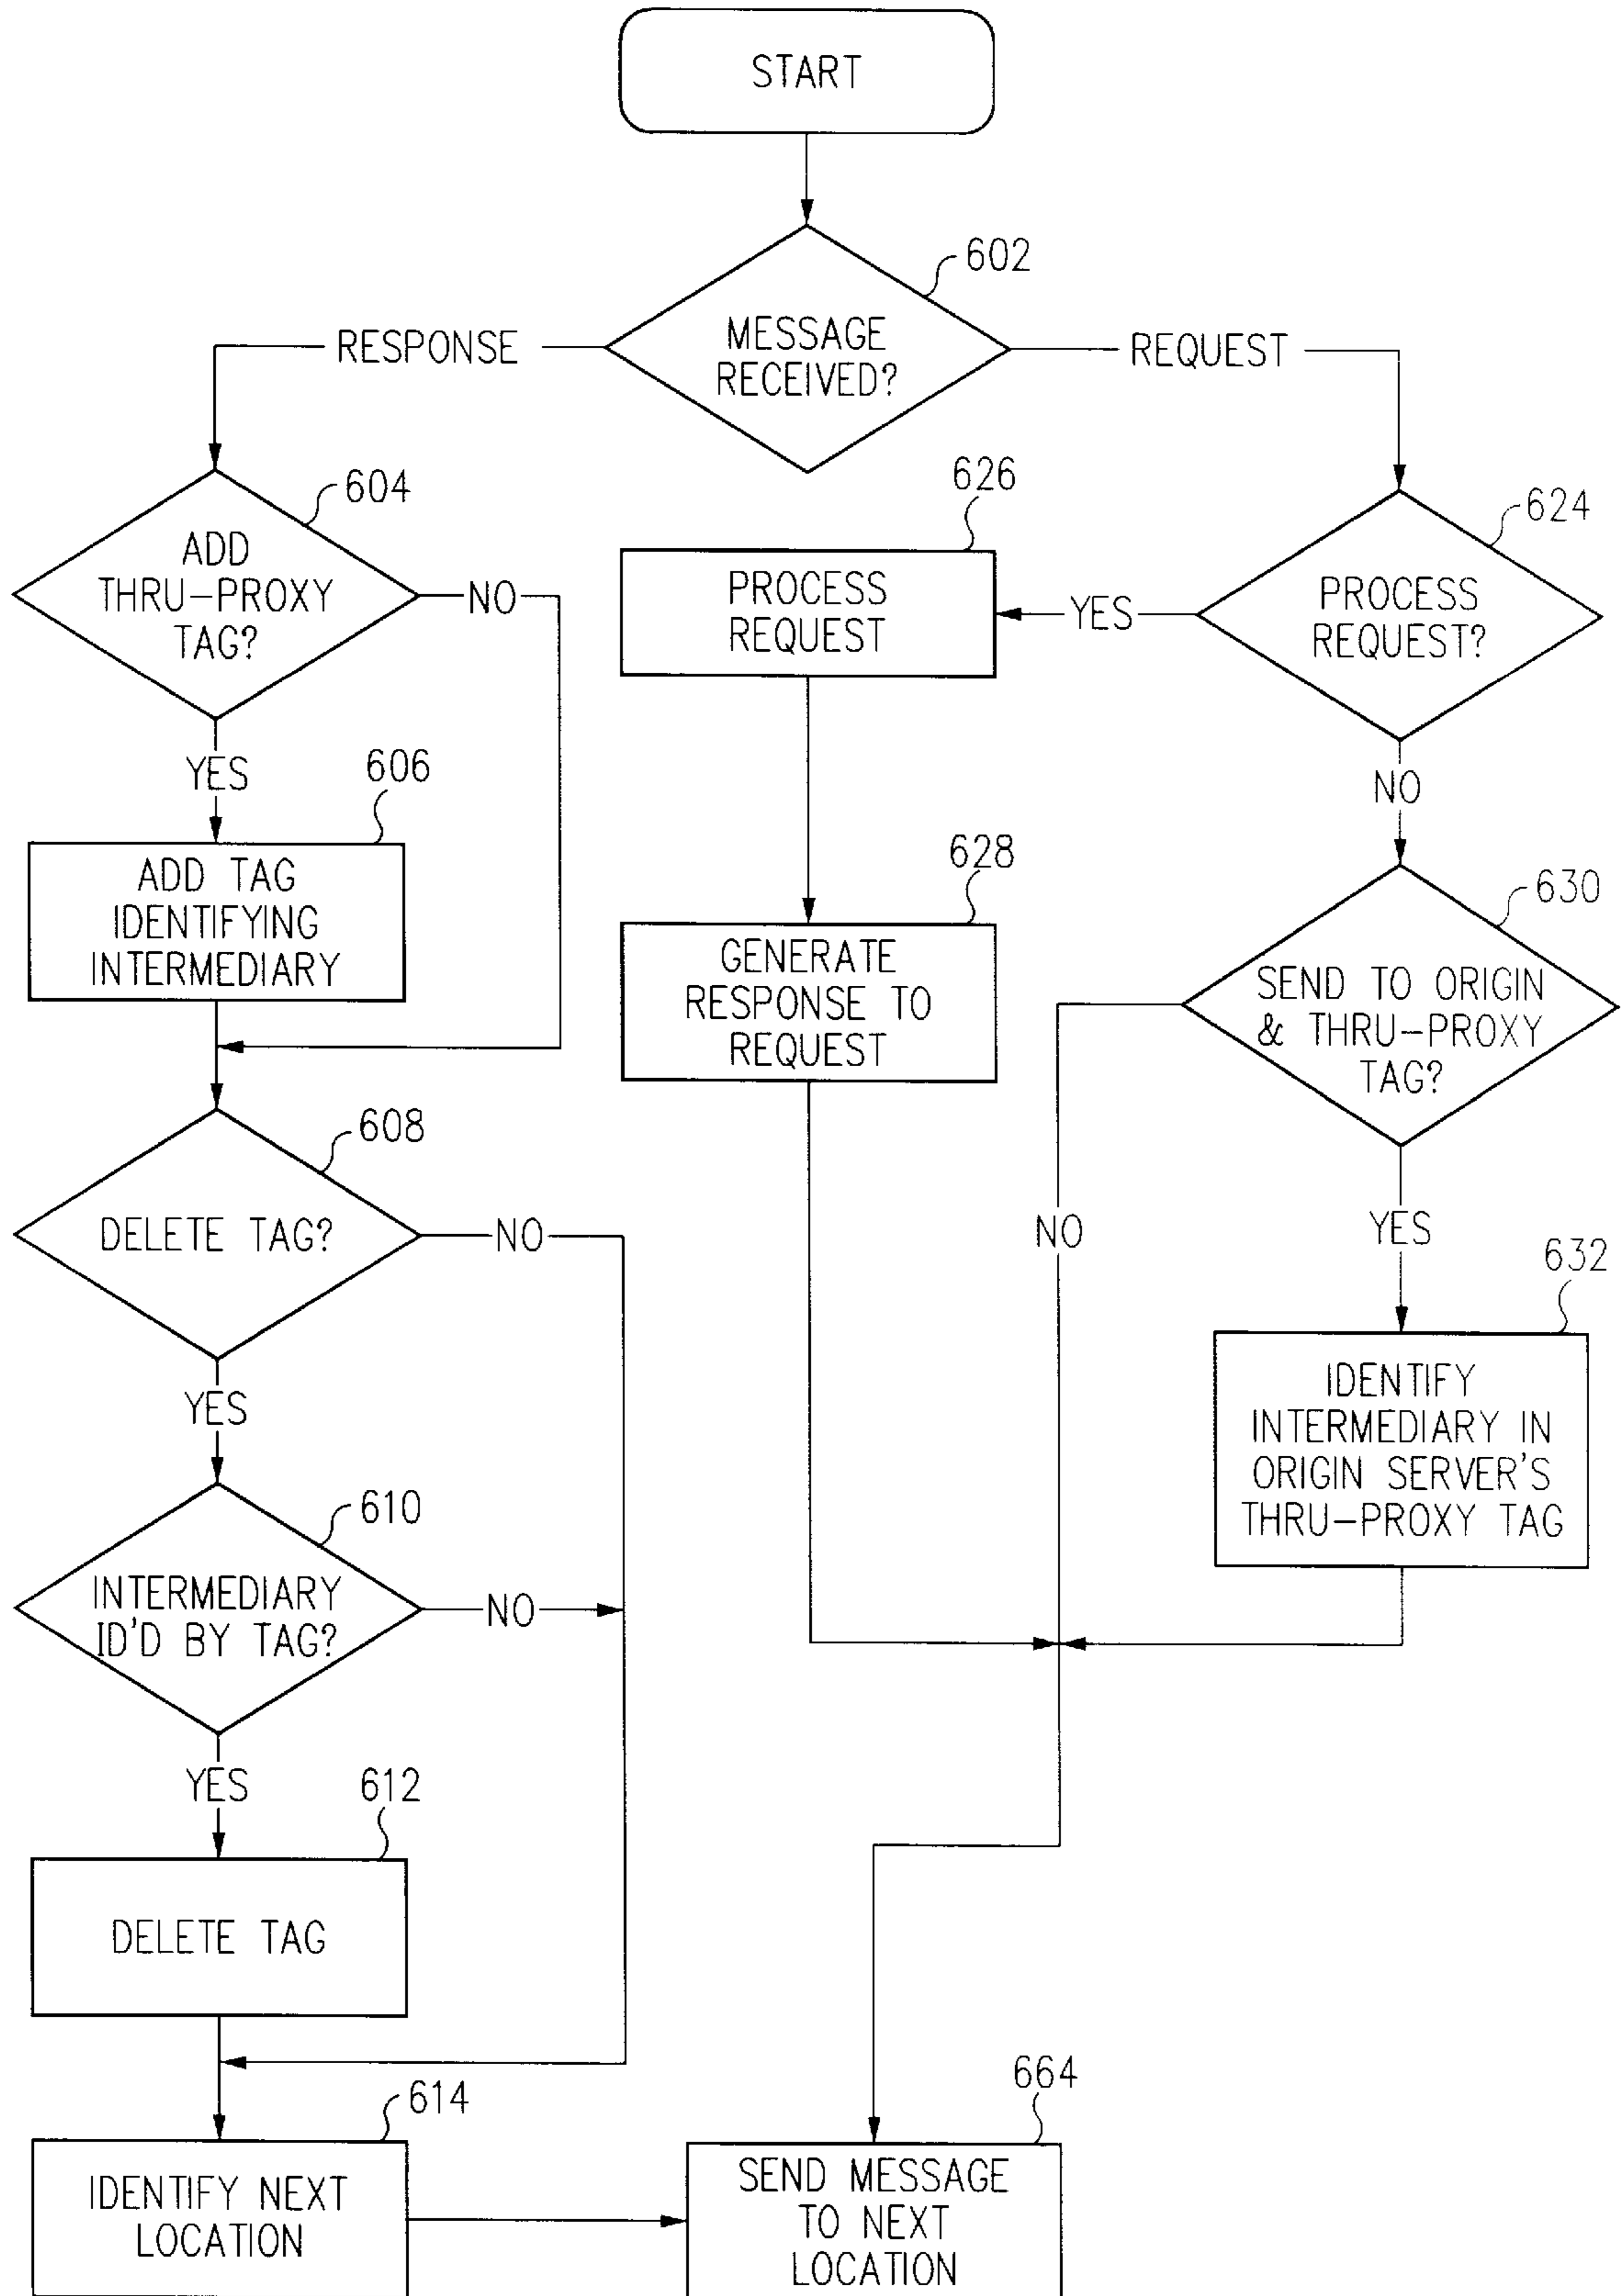 START
602
MESSAGE
RECEIVED?
RESPONSE
REQUEST
604
ADD
THRU-PROXY
TAG?
NO
YES
626
PROCESS
REQUEST
YES
624
PROCESS
REQUEST?
NO
606
ADD TAG
IDENTIFYING
INTERMEDIARY
628
GENERATE
RESPONSE TO
REQUEST
630
SEND TO ORIGIN
& THRU-PROXY
TAG?
NO
YES
608
DELETE TAG?
NO
YES
632
IDENTIFY
INTERMEDIARY IN
ORIGIN SERVER'S
THRU-PROXY TAG
610
INTERMEDIARY
ID'D BY TAG?
NO
YES
612
DELETE TAG
614
IDENTIFY NEXT
LOCATION
664
SEND MESSAGE
TO NEXT
LOCATION